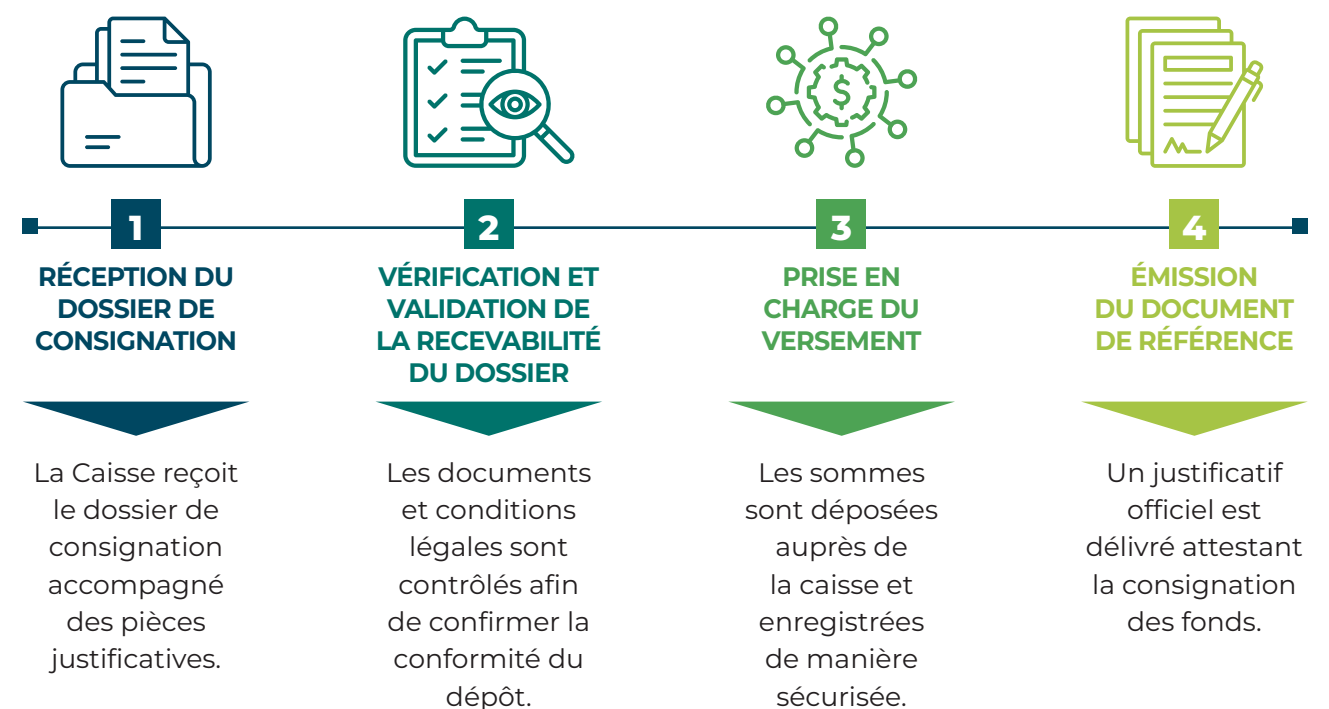 1
RÉCEPTION DU
DOSSIER DE
CONSIGNATION
La Caisse reçoit
le dossier de
consignation
accompagné
des pièces
justificatives.
2
VÉRIFICATION ET
VALIDATION DE
LA RECEVABILITÉ
DU DOSSIER
Les documents
et conditions
légales sont
contrôlés afin
de confirmer la
conformité du
dépôt.
$
3
PRISE EN
CHARGE DU
VERSEMENT
Les sommes
sont déposées
auprès de
la caisse et
enregistrées
de manière
sécurisée.
4
ÉMISSION
DU DOCUMENT
DE RÉFÉRENCE
Un justificatif
officiel est
délivré attestant
la consignation
des fonds.